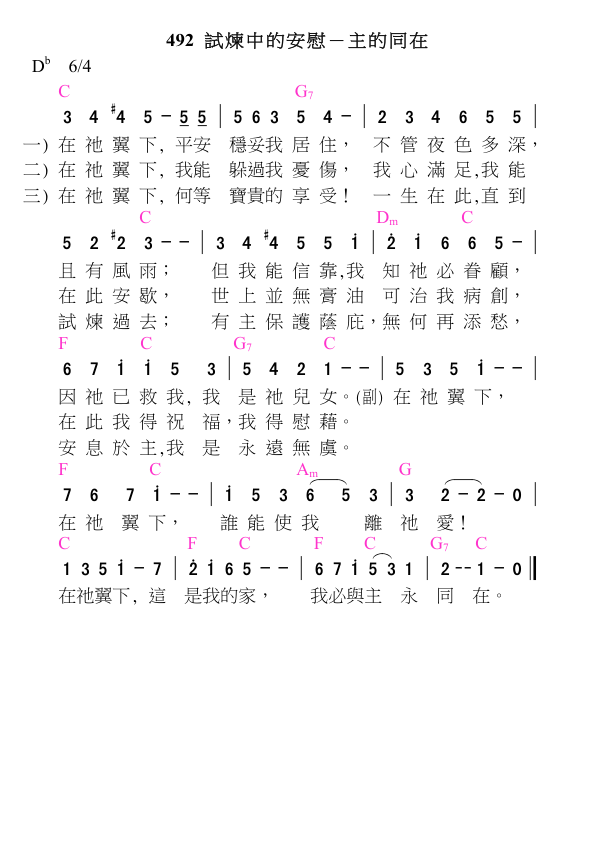 492 試煉中的安慰－主的同在
Dᵇ 6/4
C G7
3 4 #4 5 － 5 5 | 5 6 3 5 4 － | 2 3 4 6 5 5 |
一) 在祂翼下, 平安 穩妥我居住， 不管夜色多深，
二) 在祂翼下, 我能 躲過我憂傷， 我心滿足,我能
三) 在祂翼下, 何等 寶貴的享受! 一生在此,直到
C Dm C
5 2 #2 3 － － | 3 4 #4 5 5 i | 2̇ i 6 6 5 － |
且有風雨； 但我能信靠,我 知祂必眷顧，
在此安歇， 世上並無膏油 可治我病創，
試煉過去； 有主保護蔭庇，無何再添愁，
F C G7 C
6 7 i i 5 3 | 5 4 2 1 － － | 5 3 5 i － － |
因祂已救我, 我 是祂兒女。(副) 在祂翼下，
在此我得祝 福，我得慰藉。
安息於主,我 是 永遠無虞。
F C Am G
7 6 7 i － － | i 5 3 6 5 3 | 3 2 － 2 － 0 |
在祂 翼下， 誰能使我 離 祂 愛!
C F C F C G7 C
1 3 5 i － 7 | 2̇ i 6 5 － － | 6 7 i 5 3 1 | 2 －－ 1 － 0 ‖
在祂翼下, 這 是我的家， 我必與主 永 同 在。